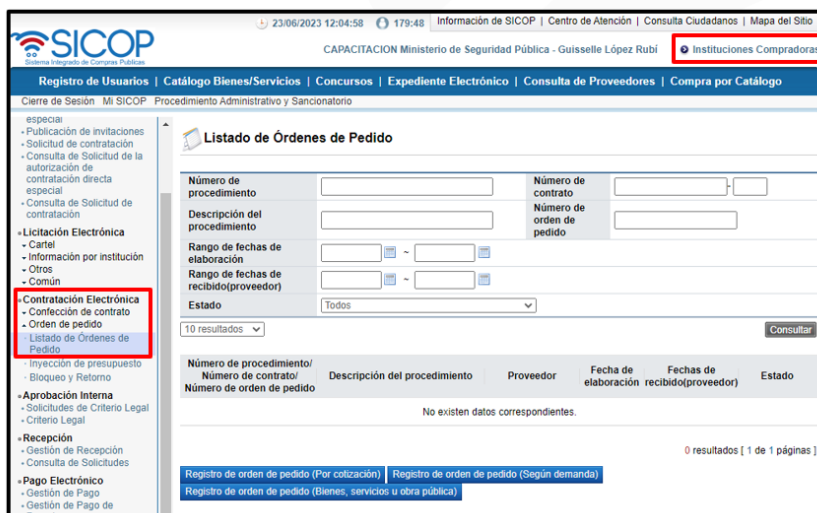 23/06/2023 12:04:58 179:48 Información de SICOP | Centro de Atención | Consulta Ciudadanos | Mapa del Sitio
SICOP
Sistema Integrado de Compras Públicas
CAPACITACION Ministerio de Seguridad Pública - Guisselle López Rubí
Instituciones Compradoras
Registro de Usuarios | Catálogo Bienes/Servicios | Concursos | Expediente Electrónico | Consulta de Proveedores | Compra por Catálogo
Cierre de Sesión Mi SICOP Procedimiento Administrativo y Sancionatorio
especial
Publicación de invitaciones
Solicitud de contratación
Consulta de Solicitud de la
autorización de
contratación directa
especial
Consulta de Solicitud de
contratación
Licitación Electrónica
Cartel
Información por institución
Otros
Común
Contratación Electrónica
Confección de contrato
Orden de pedido
Listado de Órdenes de
Pedido
Inyección de presupuesto
Bloqueo y Retorno
Aprobación Interna
Solicitudes de Criterio Legal
Criterio Legal
Recepción
Gestión de Recepción
Consulta de Solicitudes
Pago Electrónico
Gestión de Pago
Gestión de Pago de
Listado de Órdenes de Pedido
Número de
procedimiento
Número de
contrato
-
Descripción del
procedimiento
Número de
orden de
pedido
Rango de fechas de
elaboración
~
Rango de fechas de
recibido(proveedor)
~
Estado
Todos
10 resultados
Consultar
Número de procedimiento/
Número de contrato/
Número de orden de pedido
Descripción del procedimiento
Proveedor
Fecha de
elaboración
Fechas de
recibido(proveedor)
Estado
No existen datos correspondientes.
0 resultados [ 1 de 1 páginas ]
Registro de orden de pedido (Por cotización)
Registro de orden de pedido (Según demanda)
Registro de orden de pedido (Bienes, servicios u obra pública)